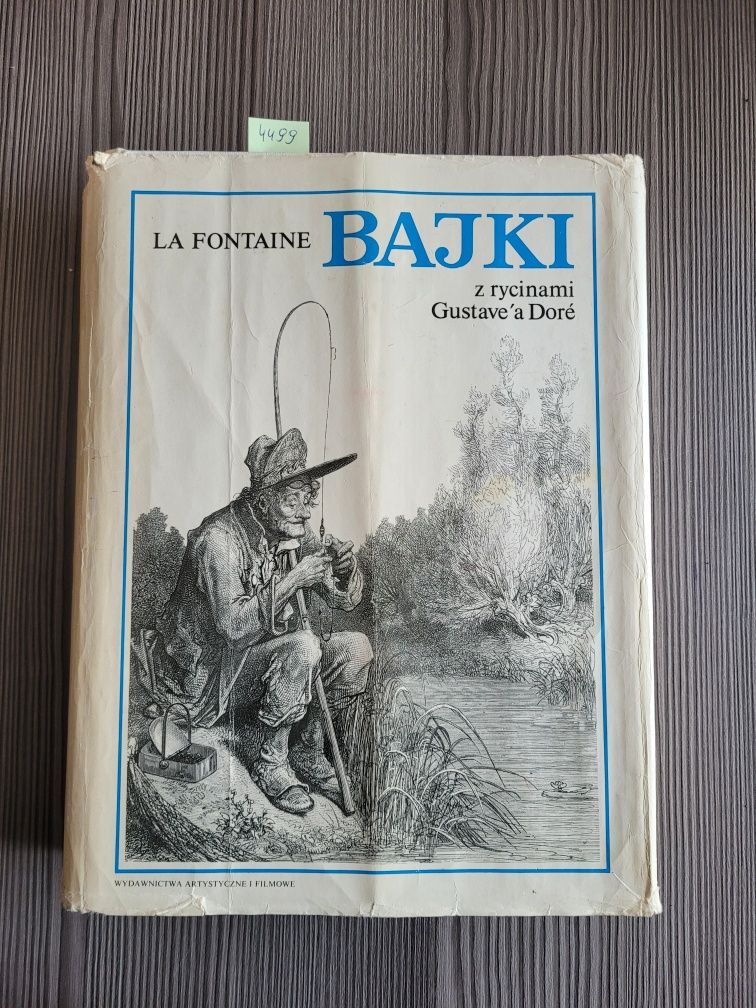 4499
LA FONTAINE BAJKI
z rycinami
Gustave'a Doré
WYDAWNICTWA ARTYSTYCZNE I FILMOWE